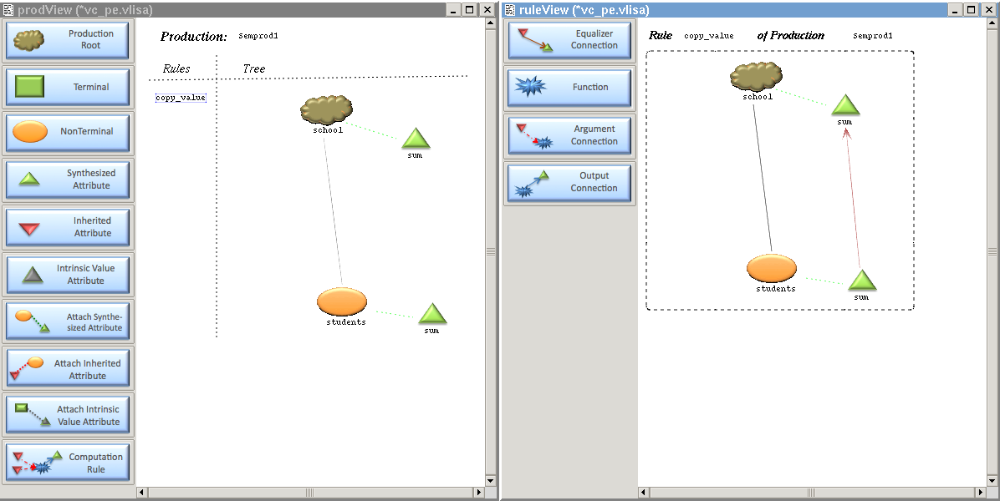 prodView (*vc_pe.vlisa)
Production
Root
Terminal
NonTerminal
Synthesized
Attribute
Inherited
Attribute
Intrinsic Value
Attribute
Attach Synthe-
sized Attribute
Attach Inherited
Attribute
Attach Intrinsic
Value Attribute
Computation
Rule
Production: Semprod1
Rules Tree
copy_value
school
sum
students
sum
ruleView (*vc_pe.vlisa)
Equalizer
Connection
Function
Argument
Connection
Output
Connection
Rule copy_value of Production Semprod1
school
sum
students
sum